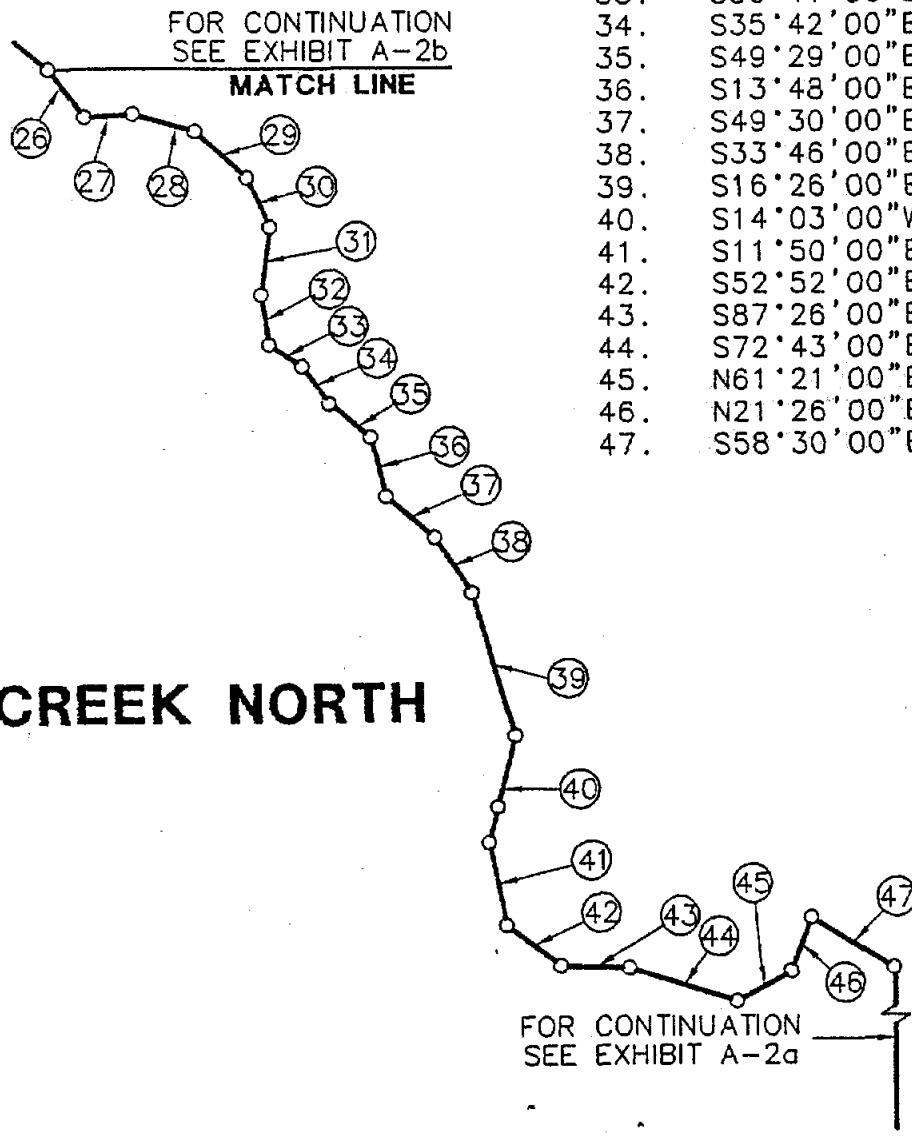 FOR CONTINUATION
SEE EXHIBIT A-2b
MATCH LINE
34. S35°42'00"E
35. S49°29'00"E
36. S13°48'00"E
37. S49°30'00"E
38. S33°46'00"E
39. S16°26'00"E
40. S14°03'00"W
41. S11°50'00"E
42. S52°52'00"E
43. S87°26'00"E
44. S72°43'00"E
45. N61°21'00"E
46. N21°26'00"E
47. S58°30'00"E
26
27
28
29
30
31
32
33
34
35
36
37
38
39
CREEK NORTH
40
41
42
43
44
45
46
47
FOR CONTINUATION
SEE EXHIBIT A-2a